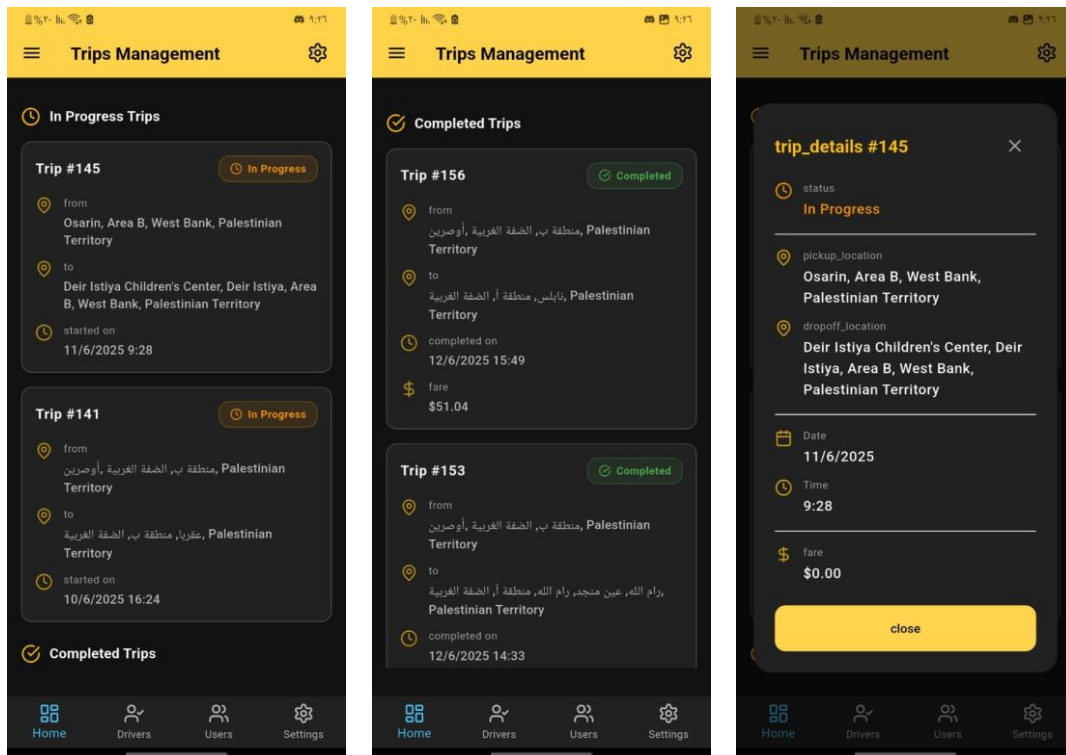 %٢٠ ٩:٢٦
Trips Management
In Progress Trips
Trip #145
In Progress
from
Osarin, Area B, West Bank, Palestinian
Territory
to
Deir Istiya Children's Center, Deir Istiya, Area
B, West Bank, Palestinian Territory
started on
11/6/2025 9:28
Trip #141
In Progress
from
أوصرين, منطقة ب, الضفة الغربية, Palestinian
Territory
to
عقربا, منطقة ب, الضفة الغربية, Palestinian
Territory
started on
10/6/2025 16:24
Completed Trips
Home
Drivers
Users
Settings
%٢٠ ٩:٢٦
Trips Management
Completed Trips
Trip #156
Completed
from
أوصرين, منطقة ب, الضفة الغربية, Palestinian
Territory
to
نابلس, منطقة أ, الضفة الغربية, Palestinian
Territory
completed on
12/6/2025 15:49
fare
$51.04
Trip #153
Completed
from
أوصرين, منطقة ب, الضفة الغربية, Palestinian
Territory
to
رام الله, عين منجد, رام الله, منطقة أ, الضفة الغربية,
Palestinian Territory
completed on
12/6/2025 14:33
Home
Drivers
Users
Settings
%٢٠ ٩:٢٦
Trips Management
trip_details #145
status
In Progress
pickup_location
Osarin, Area B, West Bank,
Palestinian Territory
dropoff_location
Deir Istiya Children's Center, Deir
Istiya, Area B, West Bank,
Palestinian Territory
Date
11/6/2025
Time
9:28
fare
$0.00
close
Home
Drivers
Users
Settings